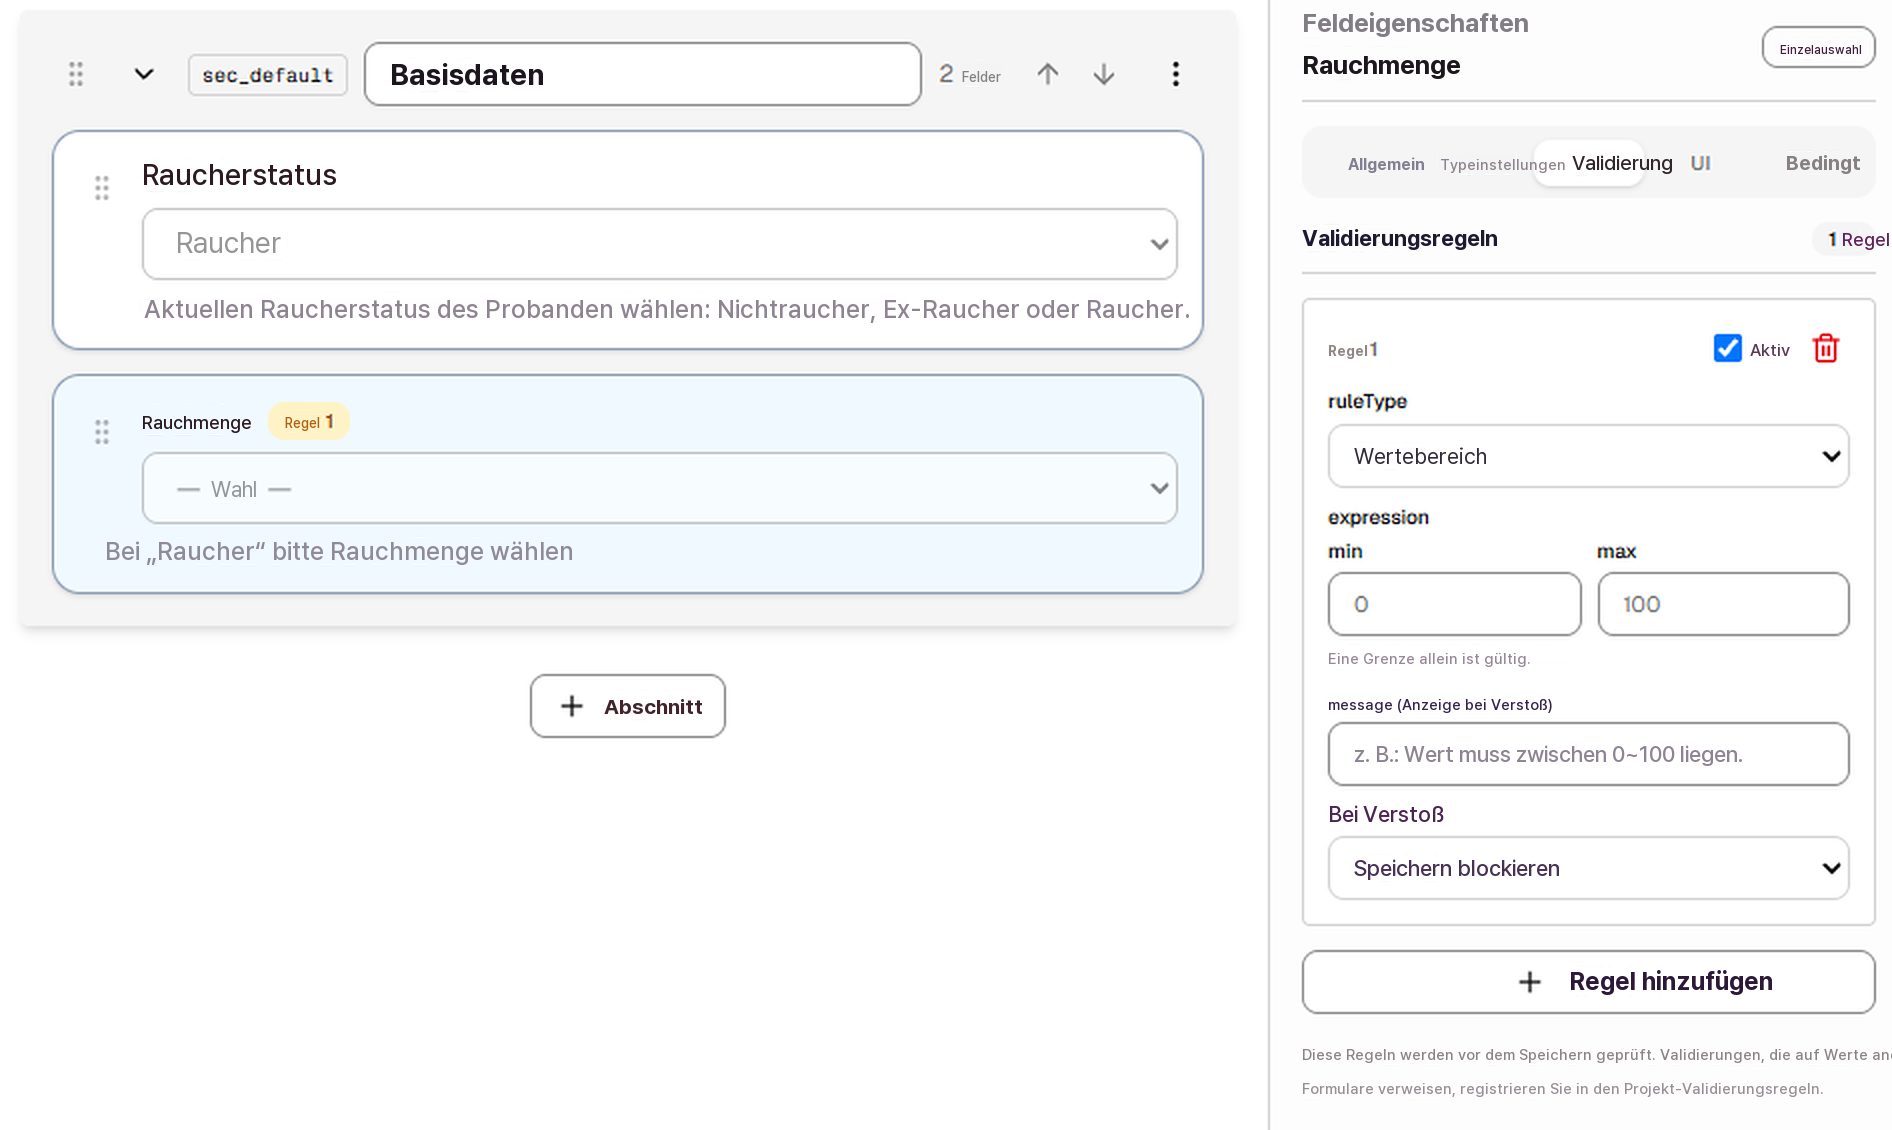 sec_default
Basisdaten
2 Felder
Raucherstatus
Raucher
Aktuellen Raucherstatus des Probanden wählen: Nichtraucher, Ex-Raucher oder Raucher.
Rauchmenge
Regel 1
— Wahl —
Bei „Raucher“ bitte Rauchmenge wählen
+ Abschnitt
Feldeigenschaften
Rauchmenge
Einzelauswahl
Allgemein Typeinstellungen Validierung UI Bedingt
Validierungsregeln
1 Regel
Regel 1
Aktiv
ruleType
Wertebereich
expression
min max
0 100
Eine Grenze allein ist gültig.
message (Anzeige bei Verstoß)
z. B.: Wert muss zwischen 0~100 liegen.
Bei Verstoß
Speichern blockieren
+ Regel hinzufügen
Diese Regeln werden vor dem Speichern geprüft. Validierungen, die auf Werte
Formulare verweisen, registrieren Sie in den Projekt-Validierungsregeln.